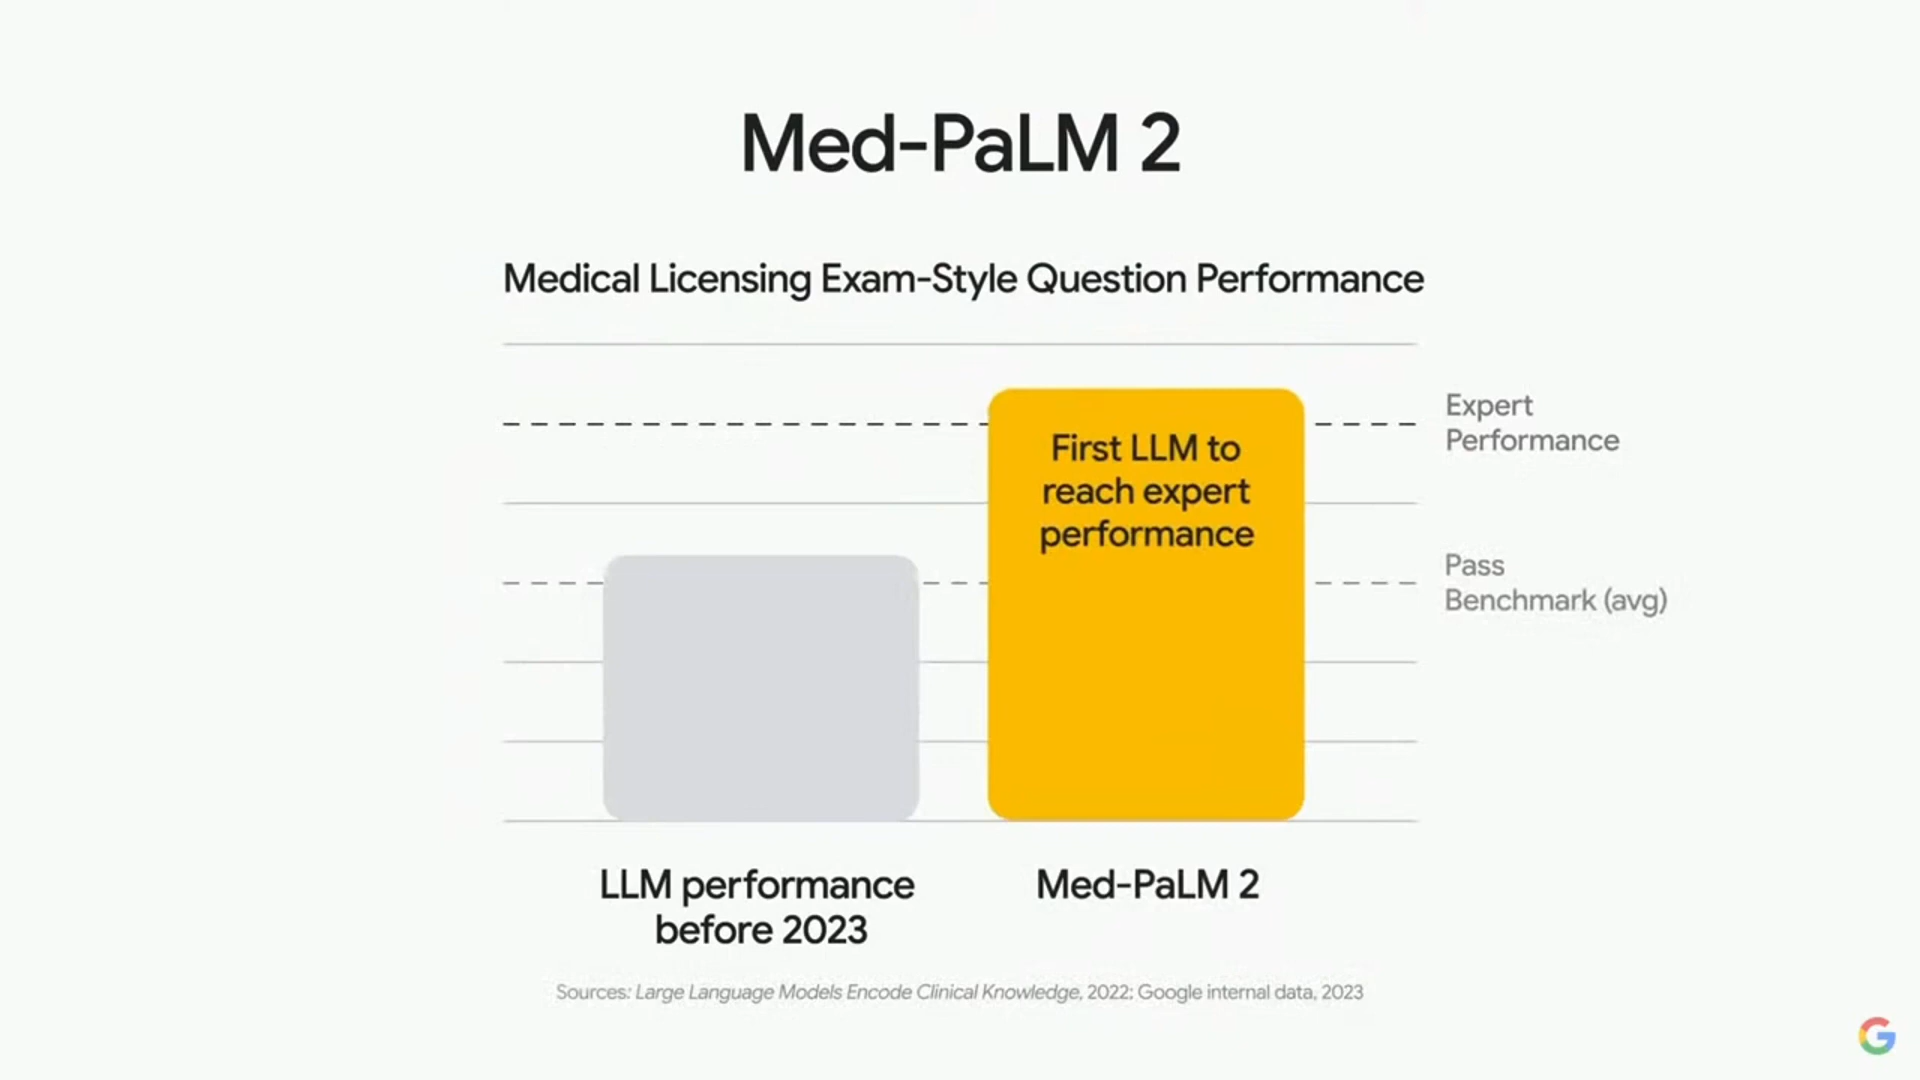 Med-PaLM 2
Medical Licensing Exam-Style Question Performance
Expert
Performance
First LLM to
reach expert
performance
Pass
Benchmark (avg)
LLM performance
before 2023
Med-PaLM 2
Sources: Large Language Models Encode Clinical Knowledge, 2022; Google internal data, 2023